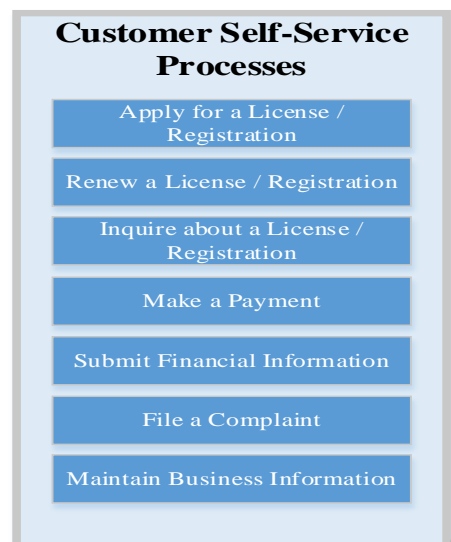 Customer Self-Service
Processes
Apply for a License /
Registration
Renew a License / Registration
Inquire about a License /
Registration
Make a Payment
Submit Financial Information
File a Complaint
Maintain Business Information